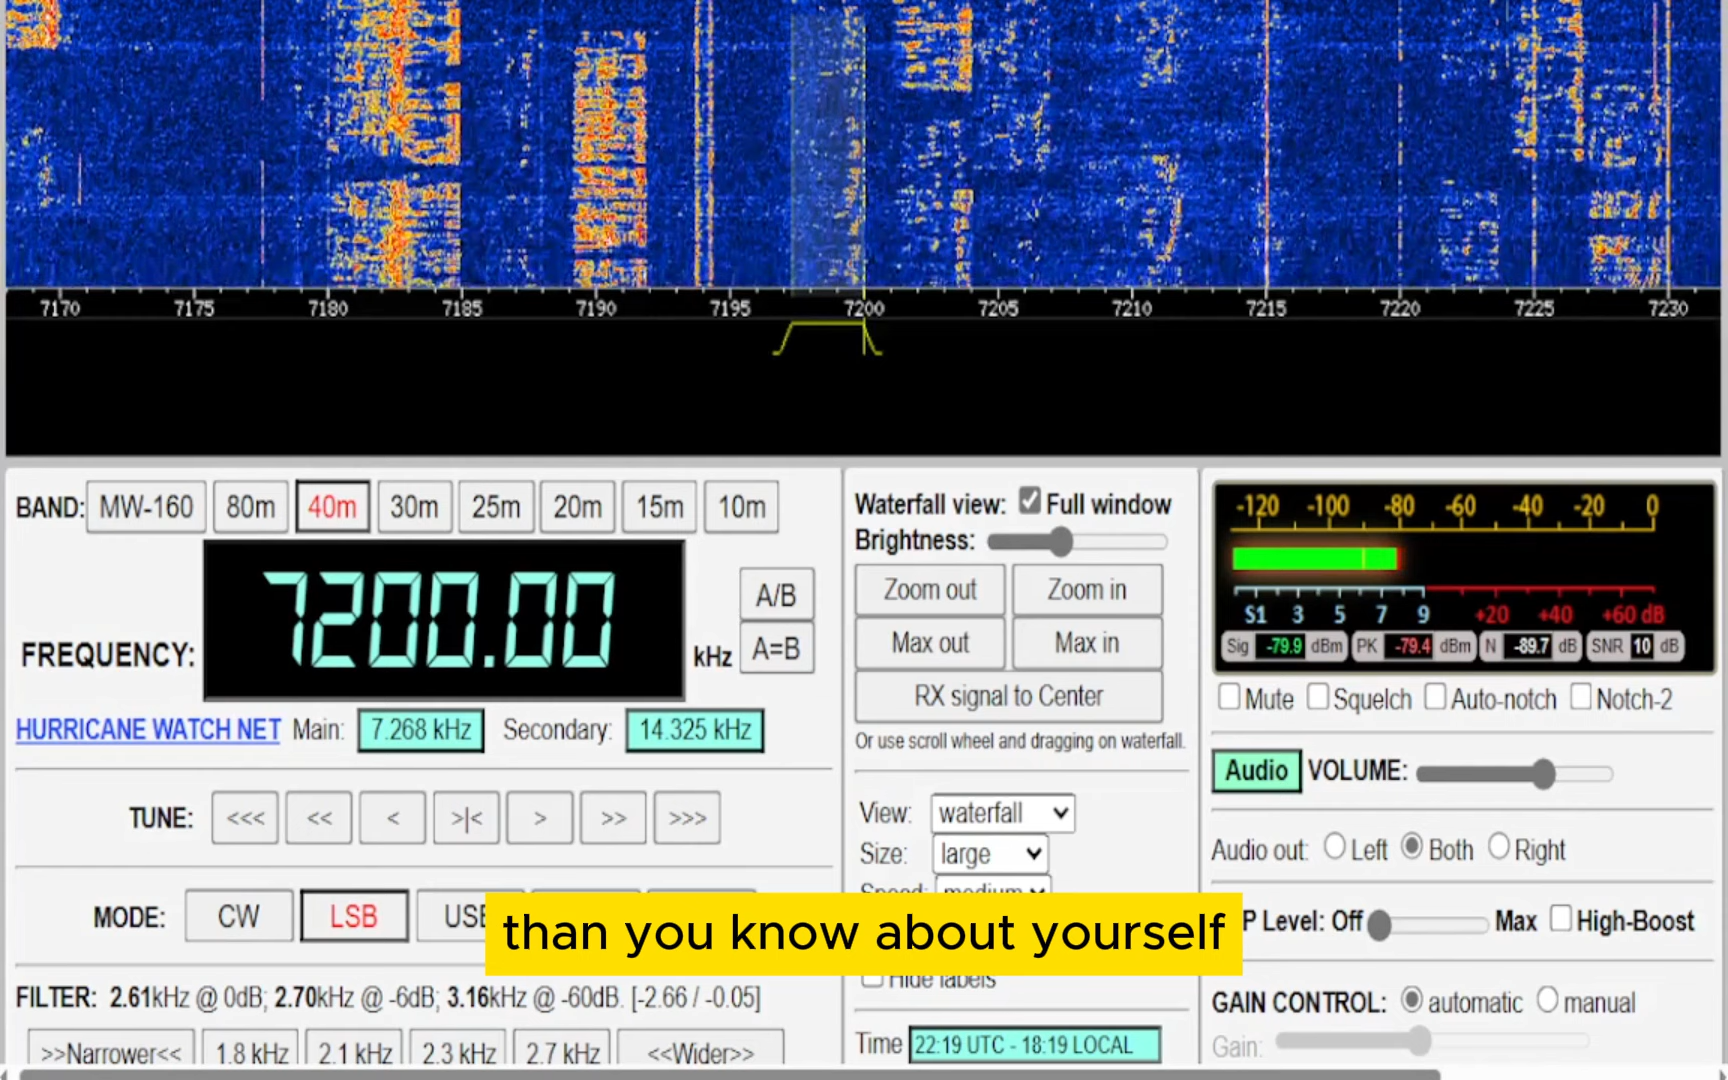 7170 7175 7180 7185 7190 7195 7200 7205 7210 7215 7220 7225 7230
BAND: MW-160 80m 40m 30m 25m 20m 15m 10m
FREQUENCY: 7200.00 kHz
A/B
A=B
HURRICANE WATCH NET Main: 7.268 kHz Secondary: 14.325 kHz
TUNE: <<< << < >|< > >> >>>
MODE: CW LSB
FILTER: 2.61kHz @ 0dB; 2.70kHz @ -6dB; 3.16kHz @ -60dB. [-2.66 / -0.05]
>>Narrower<< 1.8 kHz 2.1 kHz 2.3 kHz 2.7 kHz <<Wider>>
Waterfall view: Full window
Brightness:
Zoom out Zoom in
Max out Max in
RX signal to Center
Or use scroll wheel and dragging on waterfall.
View: waterfall
Size: large
Speed: medium
than you know about yourself
Hide labels
Time 22:19 UTC - 18:19 LOCAL
-120 -100 -80 -60 -40 -20 0
S1 3 5 7 9 +20 +40 +60 dB
Sig -79.9 dBm PK -79.4 dBm N -89.7 dB SNR 10 dB
Mute Squelch Auto-notch Notch-2
Audio VOLUME:
Audio out: Left Both Right
P Level: Off Max High-Boost
GAIN CONTROL: automatic manual
Gain: